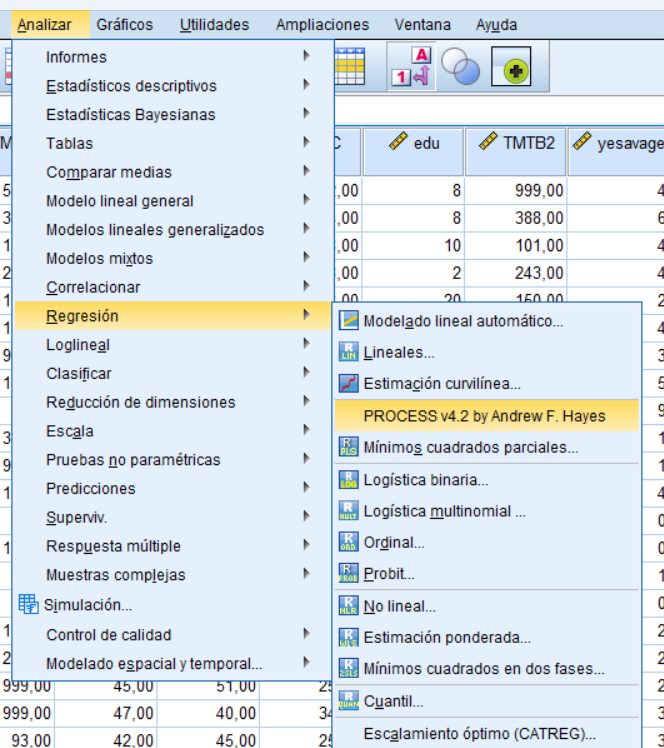 Analizar Gráficos Utilidades Ampliaciones Ventana Ayuda
Informes
Estadísticos descriptivos
Estadísticas Bayesianas
Tablas
Comparar medias
Modelo lineal general
Modelos lineales generalizados
Modelos mixtos
Correlacionar
Regresión
Loglineal
Clasificar
Reducción de dimensiones
Escala
Pruebas no paramétricas
Predicciones
Superviv.
Respuesta múltiple
Muestras complejas
Simulación...
Control de calidad
Modelado espacial y temporal...
Modelado lineal automático...
Lineales...
Estimación curvilínea...
PROCESS v4.2 by Andrew F. Hayes
Mínimos cuadrados parciales...
Logística binaria...
Logística multinomial ...
Ordinal...
Probit...
No lineal...
Estimación ponderada...
Mínimos cuadrados en dos fases...
Cuantil...
Escalamiento óptimo (CATREG)...
edu TMTB2 yesavage
,00 8 999,00 4
,00 8 388,00 6
,00 10 101,00 4
,00 2 243,00 4
,00 20 150,00 2
999,00 45,00 51,00 25
999,00 47,00 40,00 34
93,00 42,00 45,00 25